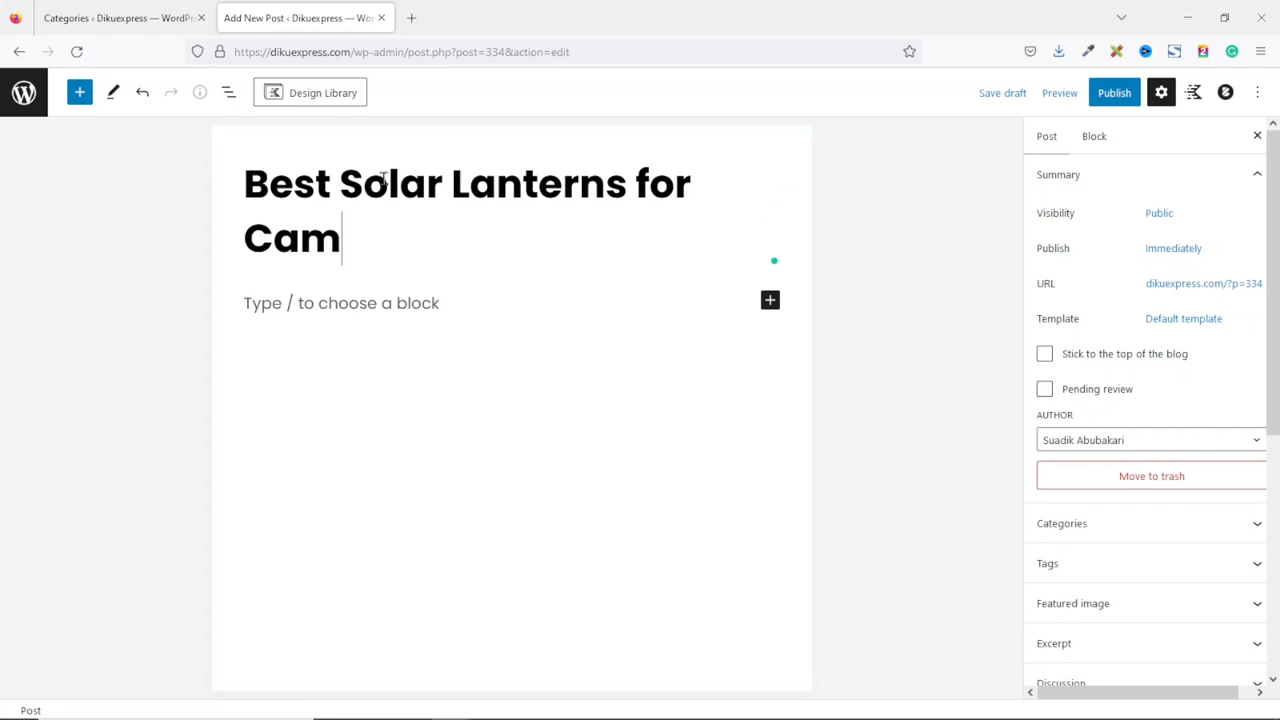 Categories ‹ Dikuexpress — WordPr
Add New Post ‹ Dikuexpress — Wor
https://dikuexpress.com/wp-admin/post.php?post=334&action=edit
Design Library
Save draft
Preview
Publish
Best Solar Lanterns for
Cam
Type / to choose a block
Post
Block
Summary
Visibility
Public
Publish
Immediately
URL
dikuexpress.com/?p=334
Template
Default template
Stick to the top of the blog
Pending review
AUTHOR
Suadik Abubakari
Move to trash
Categories
Tags
Featured image
Excerpt
Discussion
Post